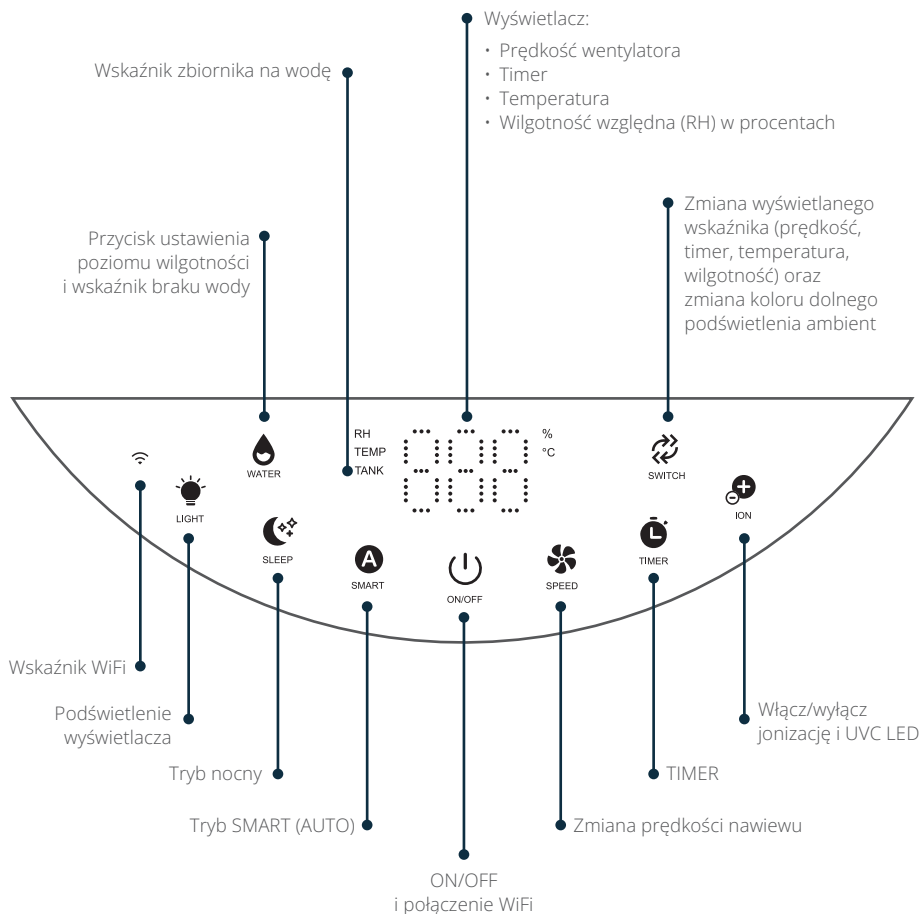 Wyświetlacz:
• Prędkość wentylatora
• Timer
• Temperatura
• Wilgotność względna (RH) w procentach
Wskaźnik zbiornika na wodę
Zmiana wyświetlanego
wskaźnika (prędkość,
timer, temperatura,
wilgotność) oraz
zmiana koloru dolnego
podświetlenia ambient
Przycisk ustawienia
poziomu wilgotności
i wskaźnik braku wody
RH
TEMP
TANK
%
°C
WATER
SWITCH
LIGHT
ION
SLEEP
TIMER
A
SMART
ON/OFF
SPEED
Wskaźnik WiFi
Podświetlenie
wyświetlacza
Włącz/wyłącz
jonizację i UVC LED
Tryb nocny
TIMER
Tryb SMART (AUTO)
Zmiana prędkości nawiewu
ON/OFF
i połączenie WiFi